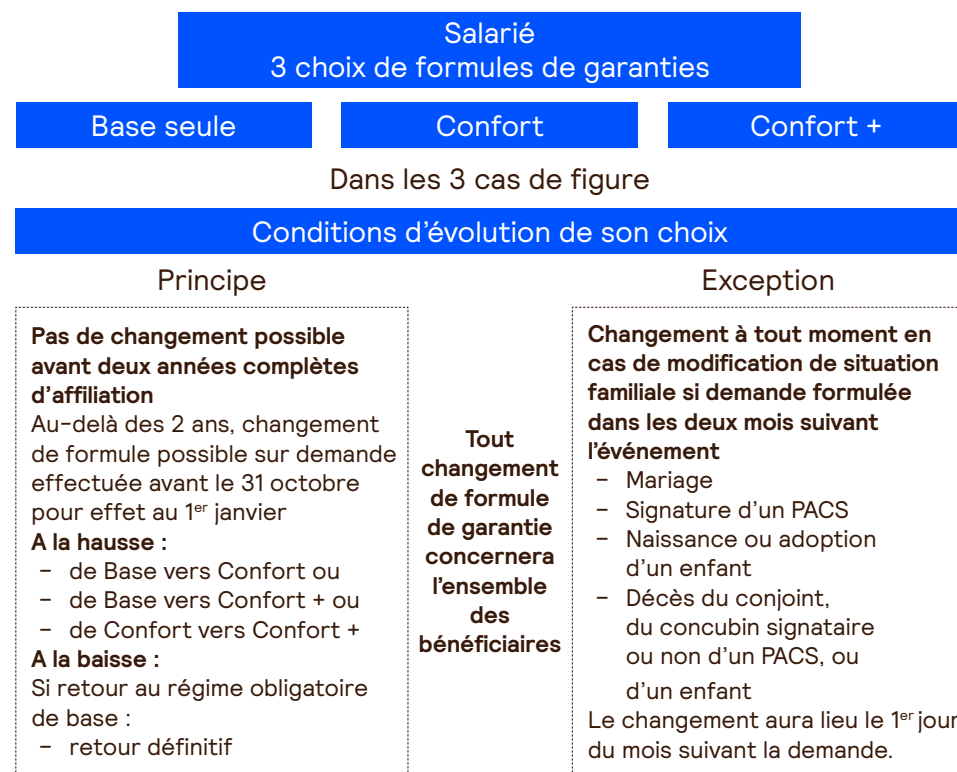 Salarié
3 choix de formules de garanties
Base seule
Confort
Confort +
Dans les 3 cas de figure
Conditions d'évolution de son choix
Principe
Pas de changement possible
avant deux années complètes
d'affiliation
Au-delà des 2 ans, changement
de formule possible sur demande
effectuée avant le 31 octobre
pour effet au 1er janvier
A la hausse :
– de Base vers Confort ou
– de Base vers Confort + ou
– de Confort vers Confort +
A la baisse :
Si retour au régime obligatoire
de base :
– retour définitif
Tout
changement
de formule
de garantie
concernera
l'ensemble
des
bénéficiaires
Exception
Changement à tout moment en
cas de modification de situation
familiale si demande formulée
dans les deux mois suivant
l'événement
– Mariage
– Signature d'un PACS
– Naissance ou adoption
d'un enfant
– Décès du conjoint,
du concubin signataire
ou non d'un PACS, ou
d'un enfant
Le changement aura lieu le 1er jour
du mois suivant la demande.